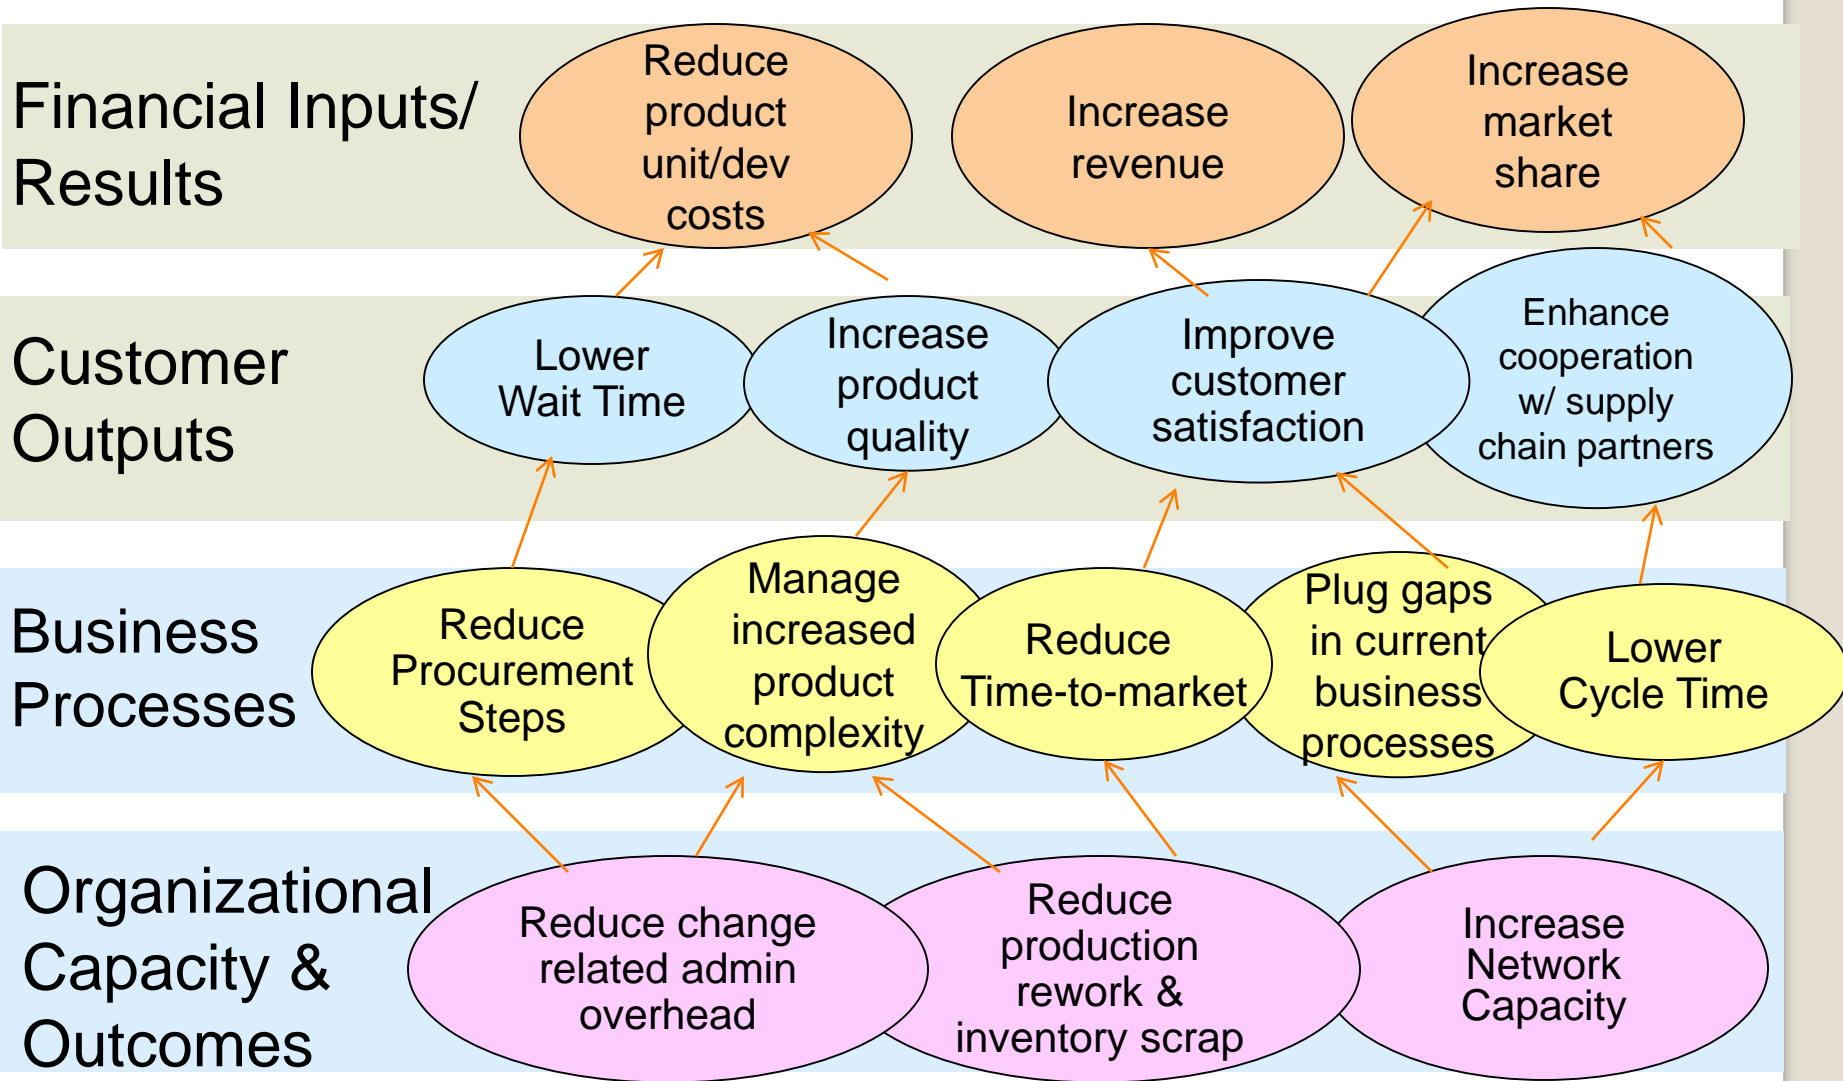 Financial Inputs/
Results
Reduce
product
unit/dev
costs
Increase
revenue
Increase
market
share
Customer
Outputs
Lower
Wait Time
Increase
product
quality
Improve
customer
satisfaction
Enhance
cooperation
w/ supply
chain partners
Business
Processes
Reduce
Procurement
Steps
Manage
increased
product
complexity
Reduce
Time-to-market
Plug gaps
in current
business
processes
Lower
Cycle Time
Organizational
Capacity &
Outcomes
Reduce change
related admin
overhead
Reduce
production
rework &
inventory scrap
Increase
Network
Capacity